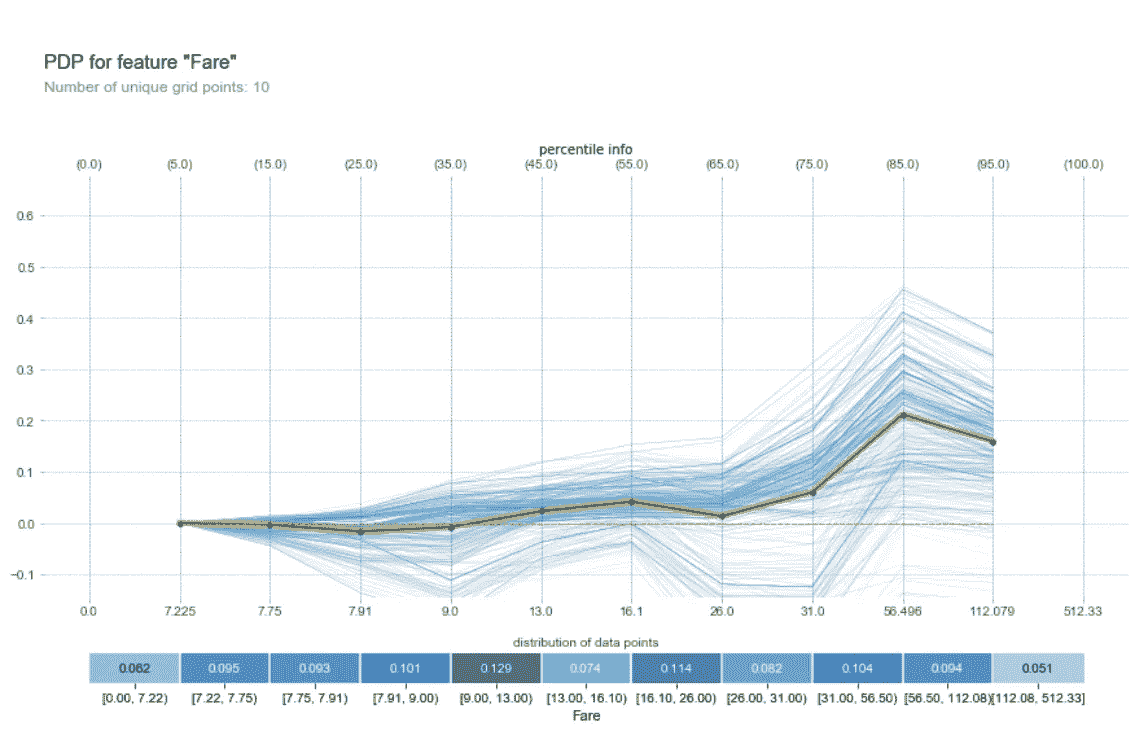 PDP for feature "Fare"
Number of unique grid points: 10
percentile info
(0.0) (5.0) (15.0) (25.0) (35.0) (45.0) (55.0) (65.0) (75.0) (85.0) (95.0) (100.0)
0.6
0.5
0.4
0.3
0.2
0.1
0.0
−0.1
0.0 7.225 7.75 7.91 9.0 13.0 16.1 26.0 31.0 56.496 112.079 512.33
distribution of data points
0.062 0.095 0.093 0.101 0.129 0.074 0.114 0.082 0.104 0.094 0.051
[0.00, 7.22) [7.22, 7.75) [7.75, 7.91) [7.91, 9.00) [9.00, 13.00) [13.00, 16.10) [16.10, 26.00) [26.00, 31.00) [31.00, 56.50) [56.50, 112.08) [112.08, 512.33]
Fare